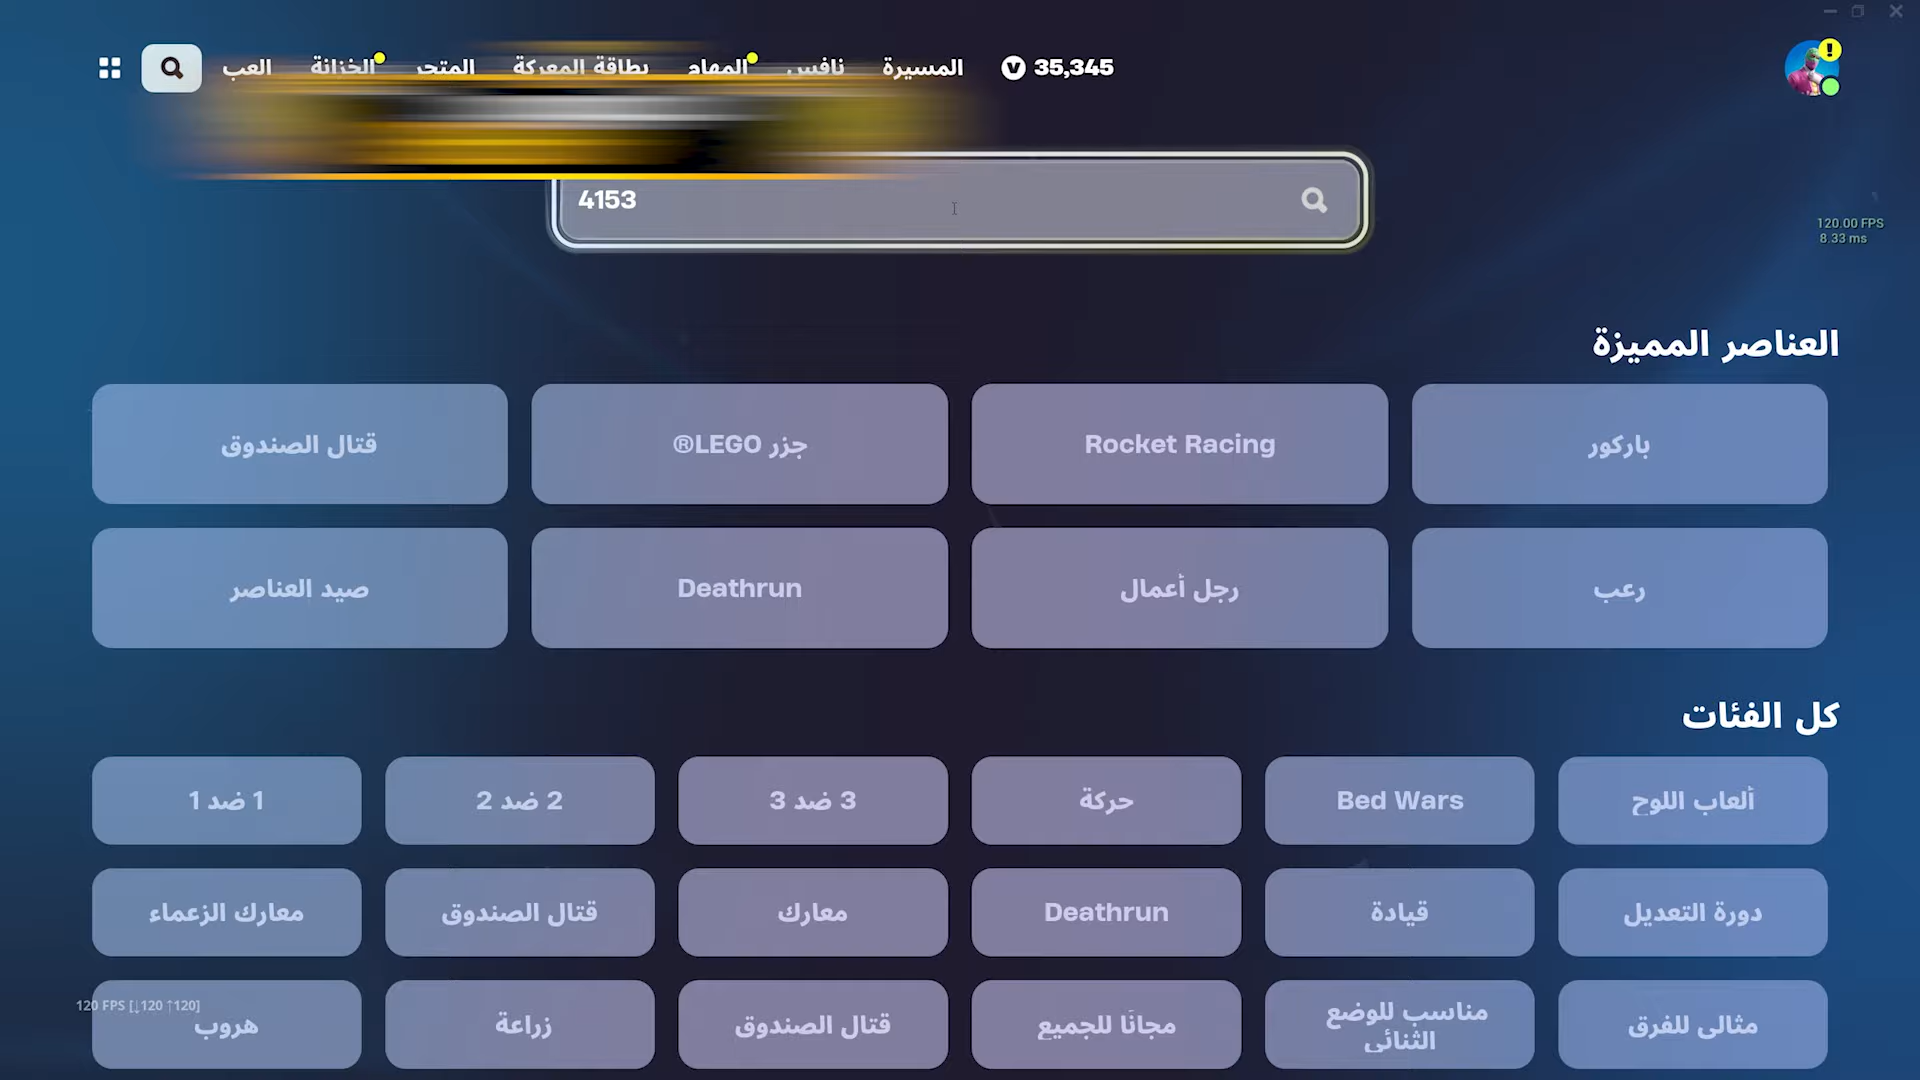 العب الخزانة المتجر بطاقة المعركة المهام نافس المسيرة 35,345
4153
120.00 FPS
8.33 ms
العناصر المميزة
باركور Rocket Racing جزر LEGO® قتال الصندوق
رعب رجل أعمال Deathrun صيد العناصر
كل الفئات
ألعاب اللوح Bed Wars حركة 3 ضد 3 2 ضد 2 1 ضد 1
دورة التعديل قيادة Deathrun معارك قتال الصندوق معارك الزعماء
مثالي للفرق مناسب للوضع الثنائي مجانًا للجميع قتال الصندوق زراعة هروب
120 FPS [↓120 ↑120]